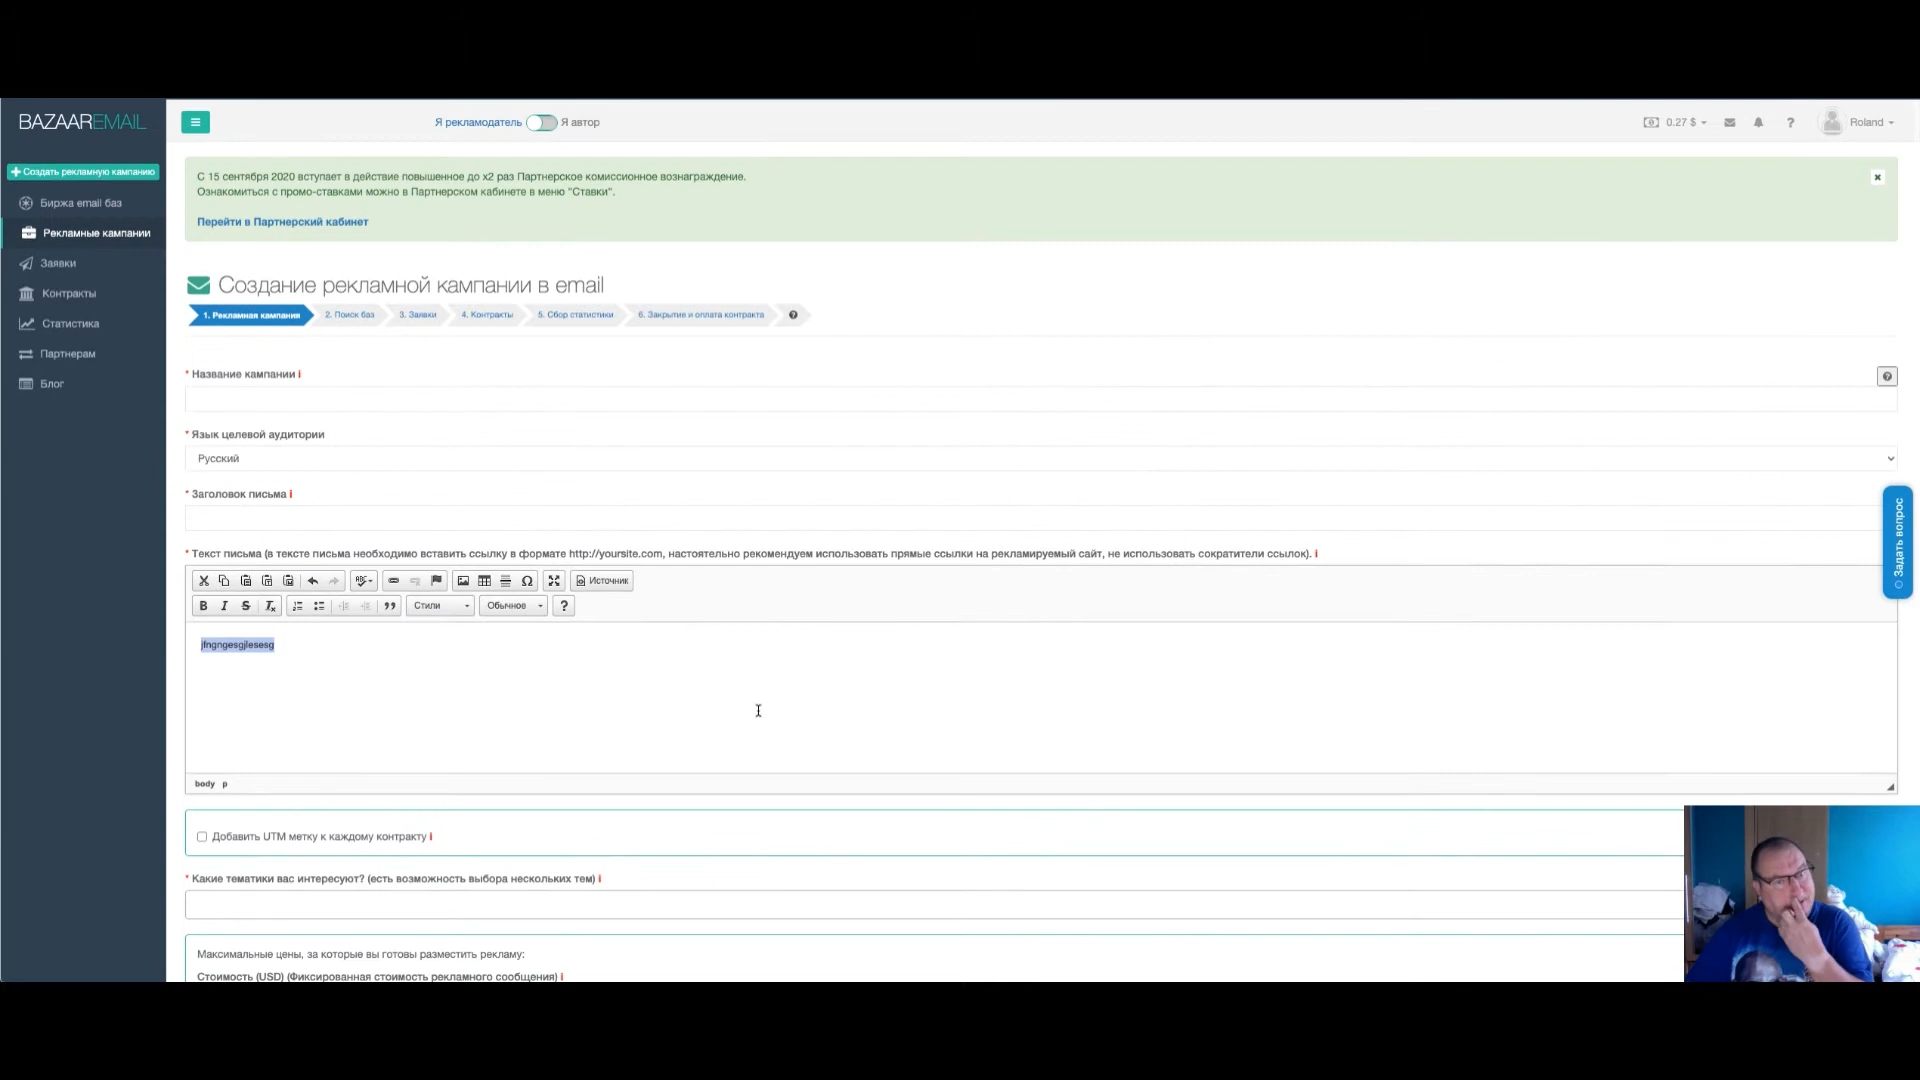 BAZAAREMAIL
Я рекламодатель Я автор
0.27 $
Roland
Создать рекламную кампанию
Биржа email баз
Рекламные кампании
Заявки
Контракты
Статистика
Партнерам
Блог
С 15 сентября 2020 вступает в действие повышенное до x2 раз Партнерское комиссионное вознаграждение.
Ознакомиться с промо-ставками можно в Партнерском кабинете в меню "Ставки".
Перейти в Партнерский кабинет
Создание рекламной кампании в email
1. Рекламная кампания
2. Поиск баз
3. Заявки
4. Контракты
5. Сбор статистики
6. Закрытие и оплата контракта
* Название кампании i
* Язык целевой аудитории
Русский
* Заголовок письма i
* Текст письма (в тексте письма необходимо вставить ссылку в формате http://yoursite.com, настоятельно рекомендуем использовать прямые ссылки на рекламируемый сайт, не использовать сократители ссылок). i
Источник
Стили
Обычное
jfngngesgjlesesg
body p
Добавить UTM метку к каждому контракту i
* Какие тематики вас интересуют? (есть возможность выбора нескольких тем) i
Максимальные цены, за которые вы готовы разместить рекламу:
Стоимость (USD) (Фиксированная стоимость рекламного сообщения) i
Задать вопрос